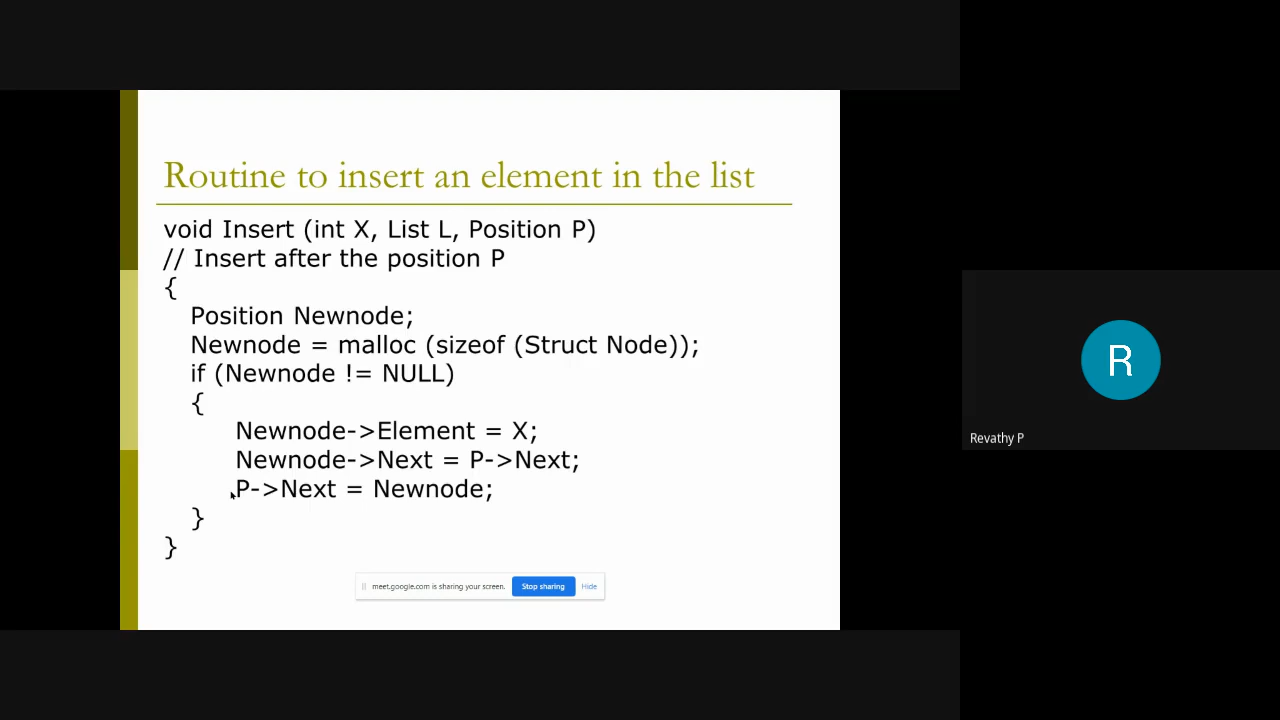 Routine to insert an element in the list
void Insert (int X, List L, Position P)
// Insert after the position P
{
Position Newnode;
Newnode = malloc (sizeof (Struct Node));
if (Newnode != NULL)
{
Newnode->Element = X;
Newnode->Next = P->Next;
P->Next = Newnode;
}
}
meet.google.com is sharing your screen. Stop sharing Hide
R
Revathy P